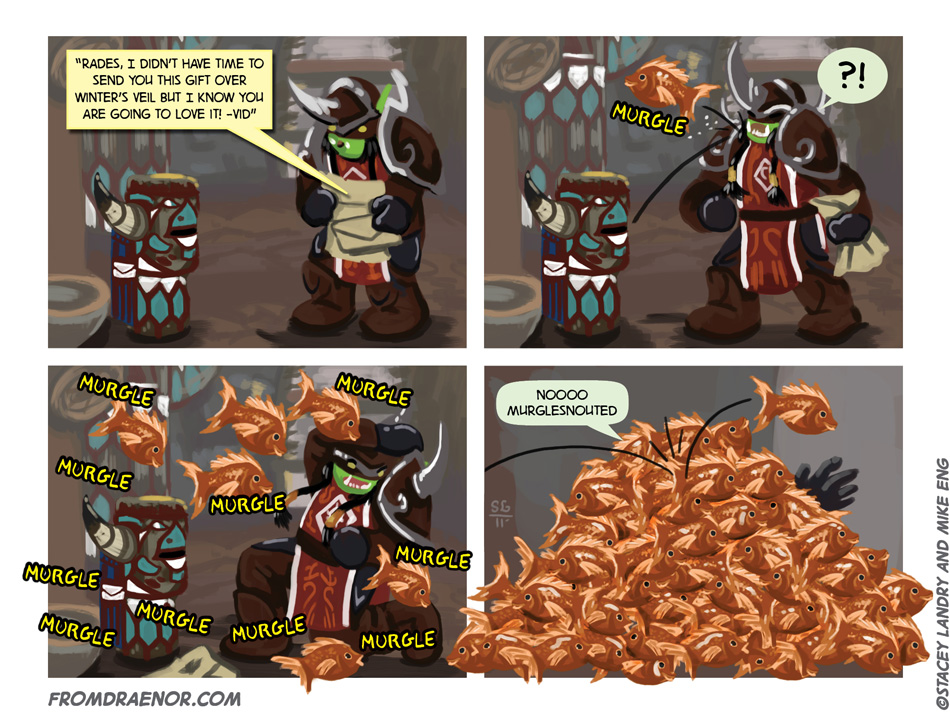 "RADES, I DIDN'T HAVE TIME TO
SEND YOU THIS GIFT OVER
WINTER'S VEIL BUT I KNOW YOU
ARE GOING TO LOVE IT! -VID"
?!
MURGLE
MURGLE
MURGLE
MURGLE
MURGLE
MURGLE
MURGLE
MURGLE
MURGLE
MURGLE
MURGLE
NOOOO
MURGLESNOUTED
SL
11'
FROMDRAENOR.COM
©STACEY LANDRY AND MIKE ENG